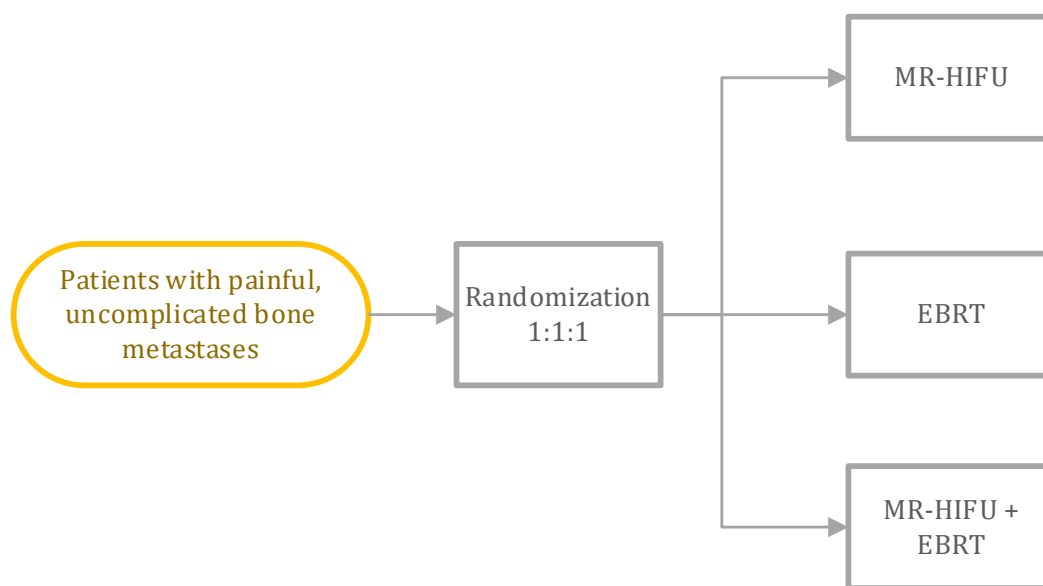 Patients with painful,
uncomplicated bone
metastases
Randomization
1:1:1
MR-HIFU
EBRT
MR-HIFU +
EBRT